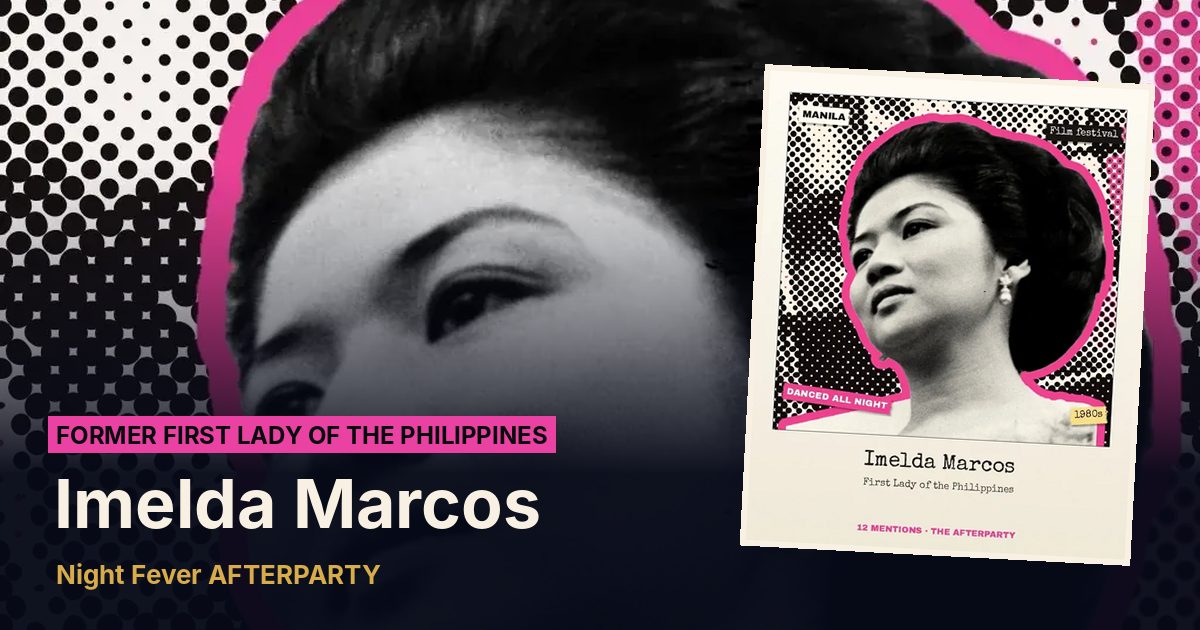 FORMER FIRST LADY OF THE PHILIPPINES
Imelda Marcos
Night Fever AFTERPARTY
MANILA
Film festival
DANCED ALL NIGHT
1980s
Imelda Marcos
First Lady of the Philippines
12 MENTIONS · THE AFTERPARTY